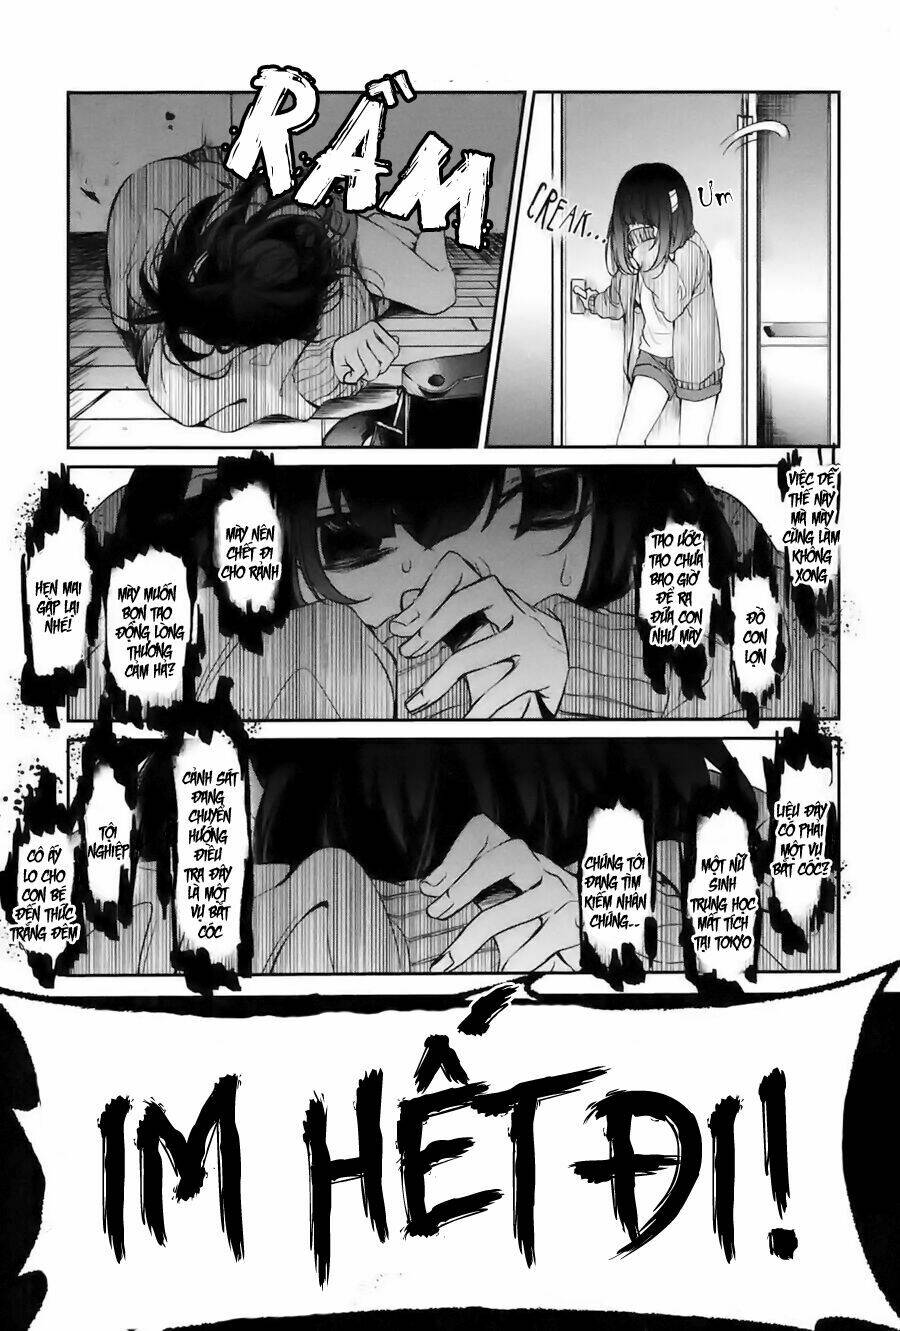 Ưm
CREAK...
RẦM
VIỆC DỄ
THẾ NÀY
MÀ MÀY
CŨNG LÀM
KHÔNG
XONG
ĐỒ
CON
LỢN
TAO ƯỚC
TAO CHƯA
BAO GIỜ
ĐẺ RA
ĐỨA CON
NHƯ MÀY
MÀY NÊN
CHẾT ĐI
CHO RẢNH
MÀY MUỐN
BỌN TAO
ĐỘNG LÒNG
THƯƠNG
CẢM HẢ?
HẸN MAI
GẶP LẠI
NHÉ!
LIỆU ĐÂY
CÓ PHẢI
MỘT VỤ
BẮT CÓC?
MỘT NỮ
SINH
TRUNG HỌC
MẤT TÍCH
TẠI TOKYO
CHÚNG TÔI
ĐANG TÌM
KIẾM NHÂN
CHỨNG...
CẢNH SÁT
ĐANG
CHUYỂN
HƯỚNG
ĐIỀU
TRA ĐÂY
LÀ MỘT
VỤ BẮT
CÓC
TỘI
NGHIỆP
CÔ ẤY
LO CHO
CON BÉ
ĐẾN THỨC
TRẮNG ĐÊM
IM HẾT ĐI!